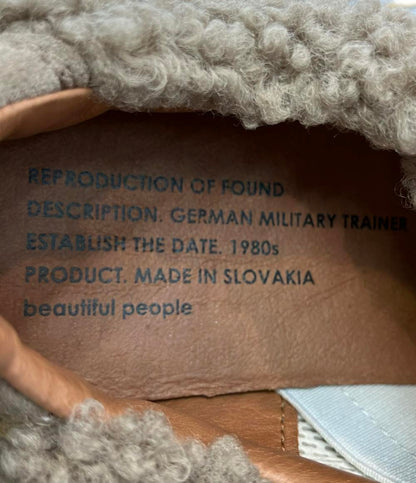 REPRODUCTION OF FOUND
DESCRIPTION. GERMAN MILITARY TRAINER
ESTABLISH THE DATE. 1980s
PRODUCT. MADE IN SLOVAKIA
beautiful people